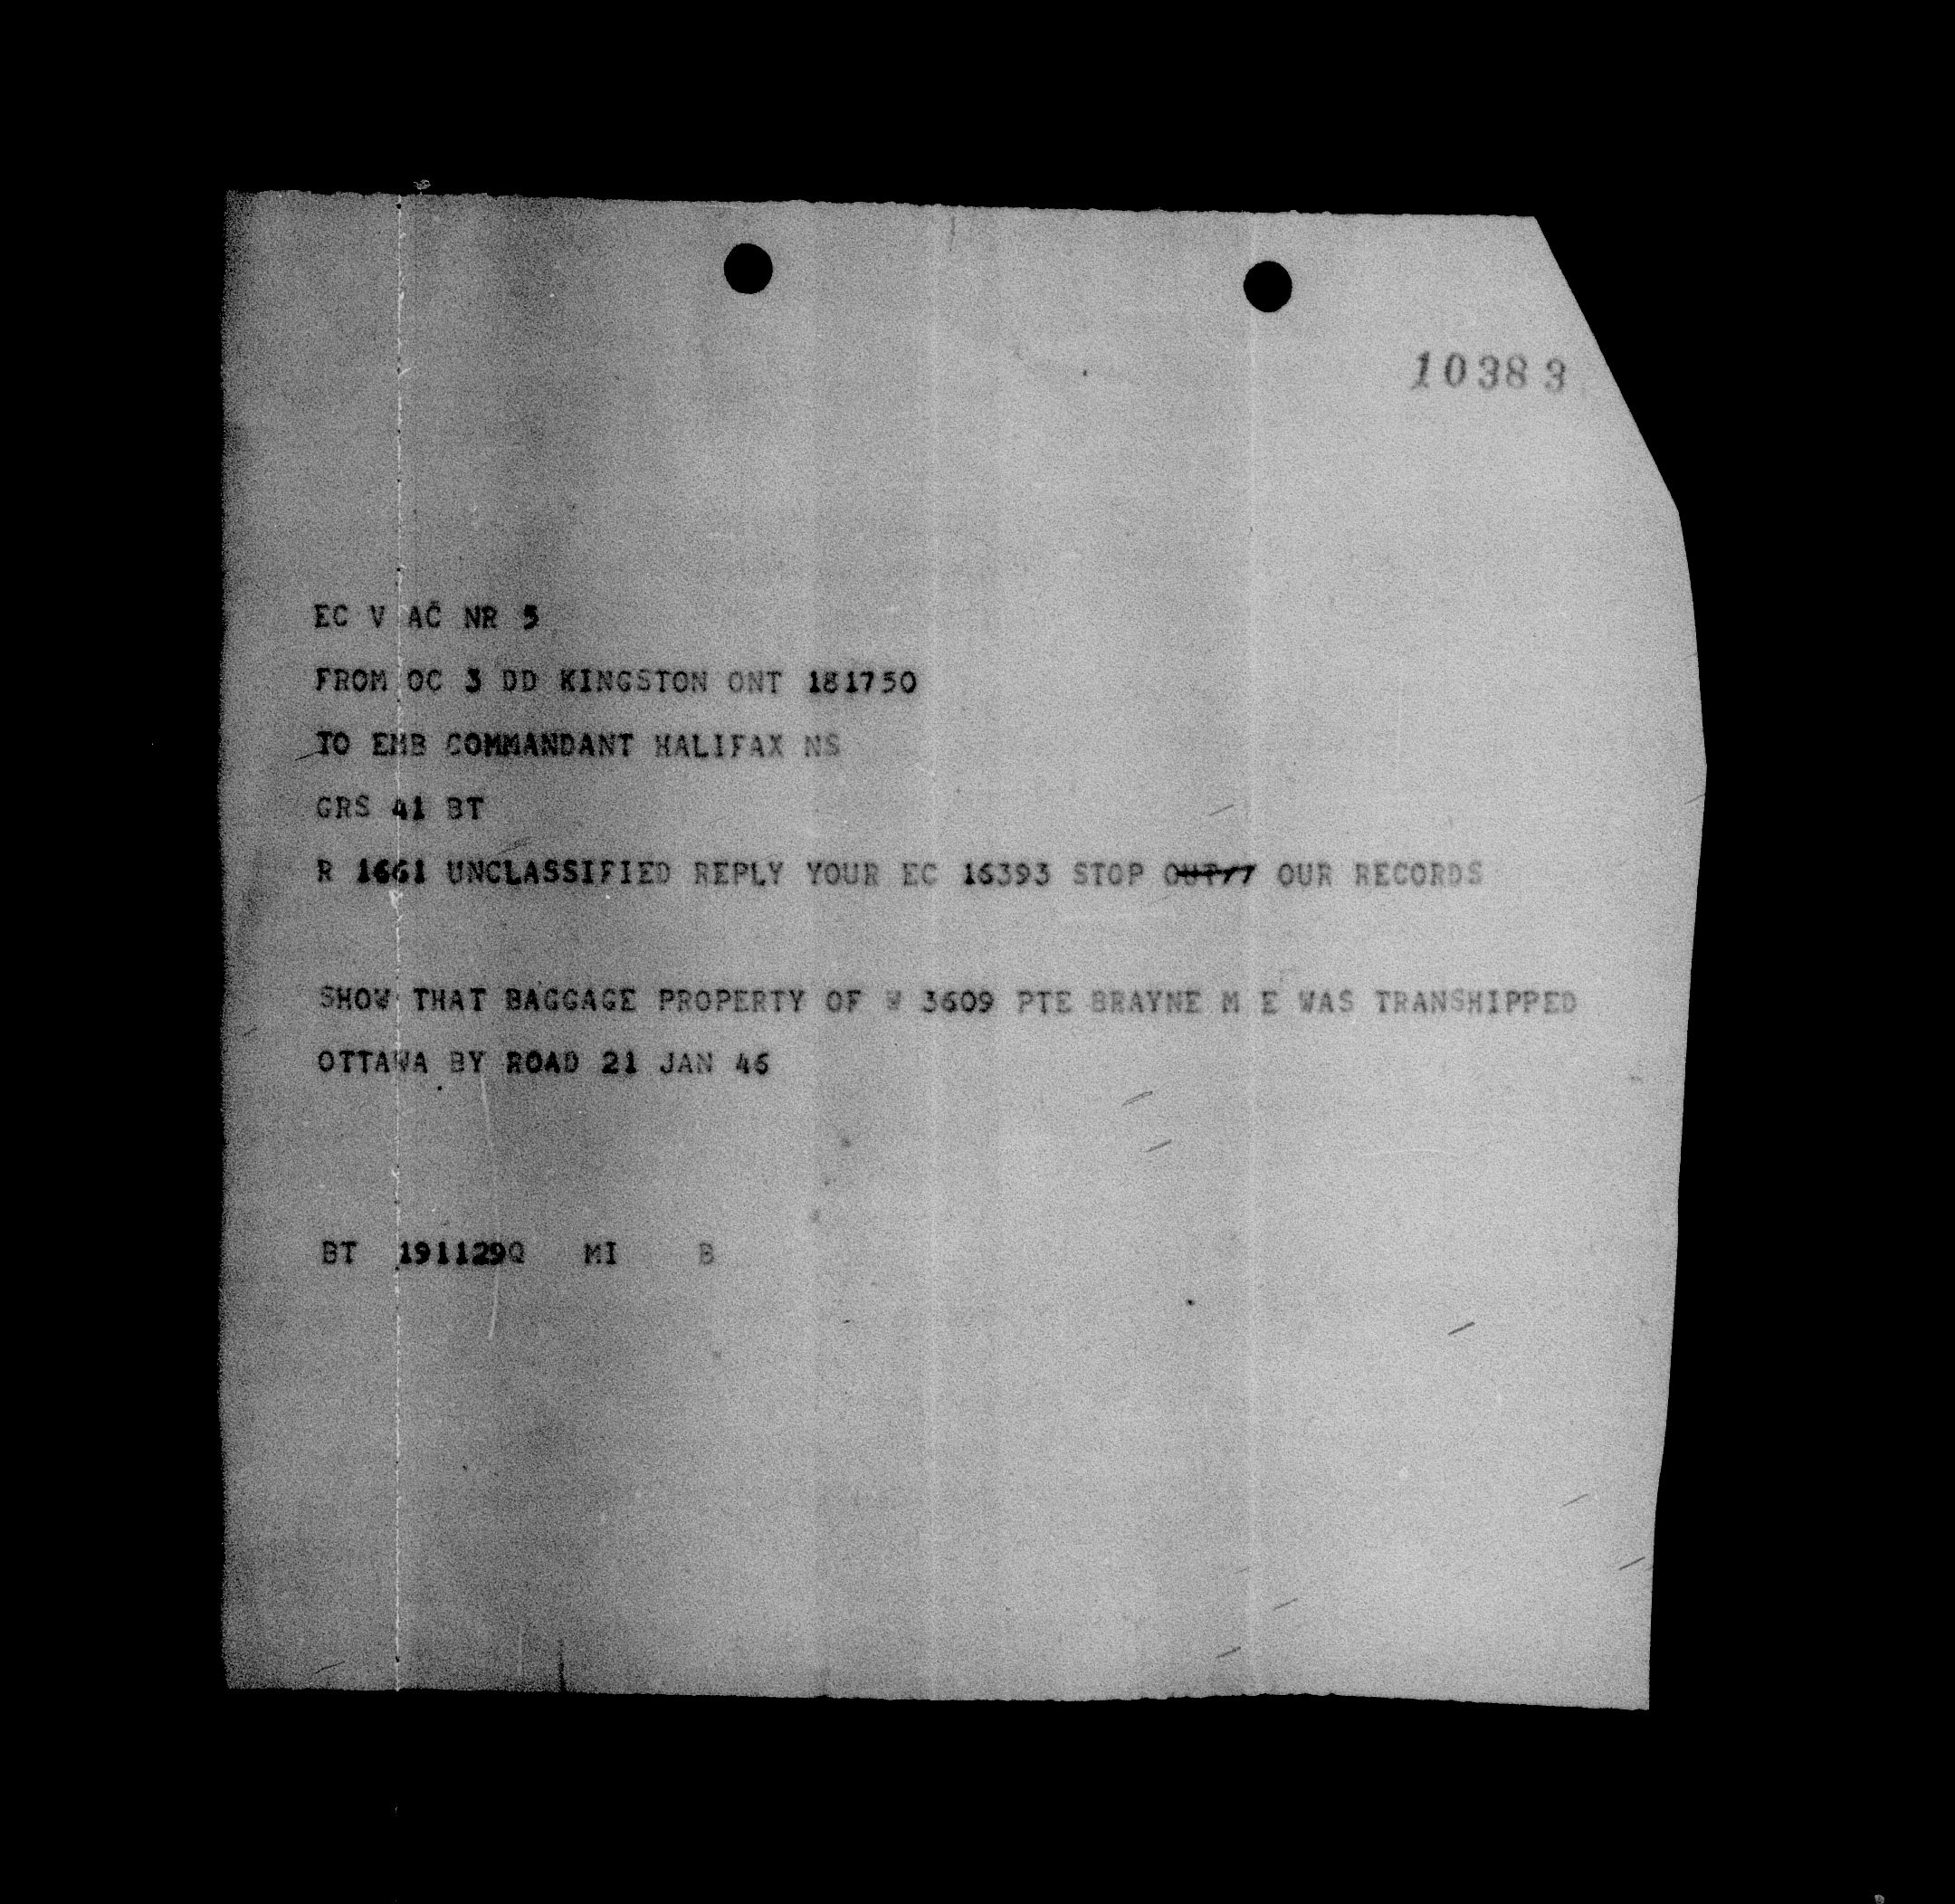 10383
EC V AC NR 5
FROM OC 3 DD KINGSTON ONT 181750
TO EMB COMMANDANT HALIFAX NS
GRS 41 BT
R 1661 UNCLASSIFIED REPLY YOUR EC 16393 STOP OUR RECORDS
SHOW THAT BAGGAGE PROPERTY OF W 3609 PTE BRAYNE M E WAS TRANSHIPPED
OTTAWA BY ROAD 21 JAN 46
BT 191129Q MI B